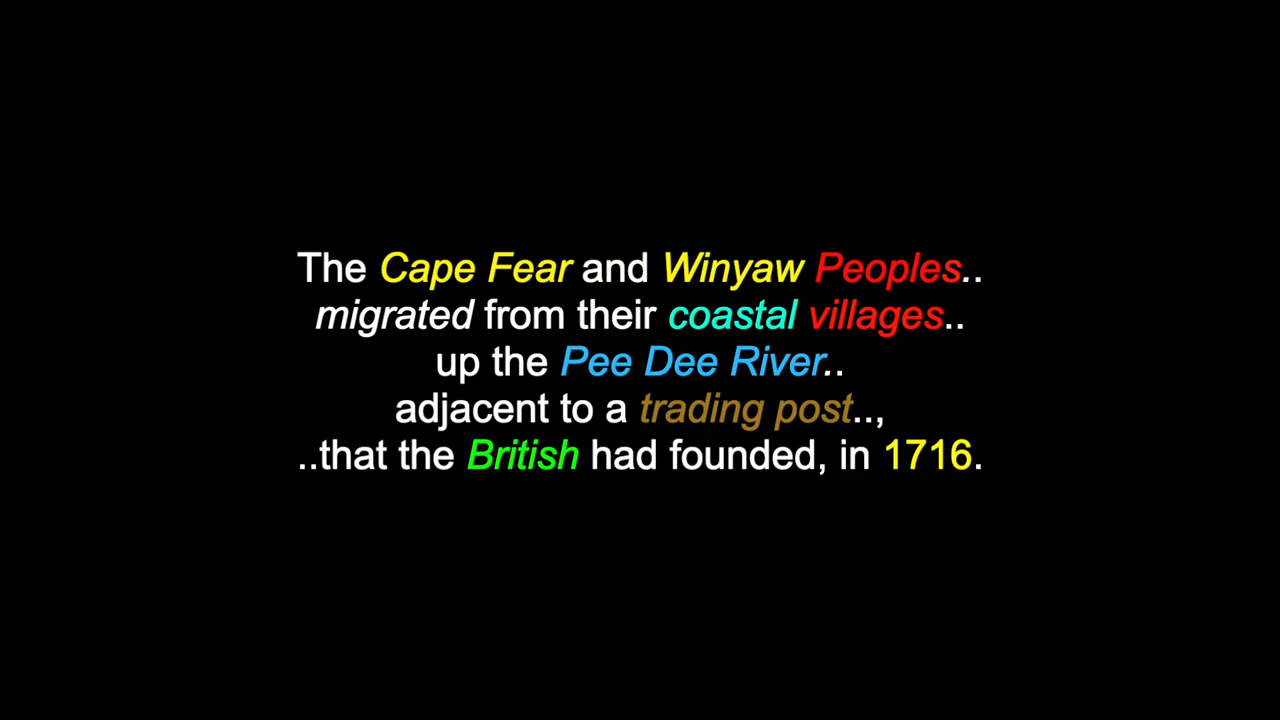 The Cape Fear and Winyaw Peoples..
migrated from their coastal villages..
up the Pee Dee River..
adjacent to a trading post..,
..that the British had founded, in 1716.